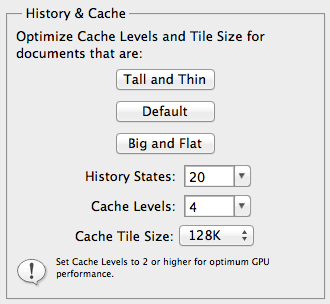 History & Cache
Optimize Cache Levels and Tile Size for
documents that are:
Tall and Thin
Default
Big and Flat
History States: 20
Cache Levels: 4
Cache Tile Size: 128K
Set Cache Levels to 2 or higher for optimum GPU
performance.